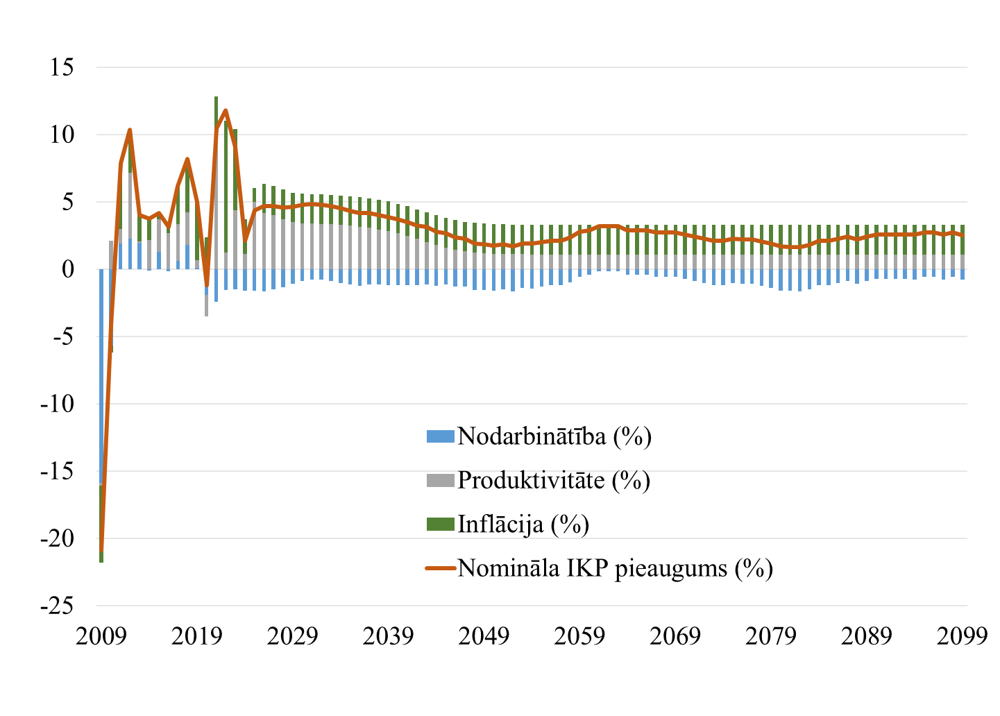 15
10
5
0
-5
-10
-15
-20
-25
Nodarbinātība (%)
Produktivitāte (%)
Inflācija (%)
Nomināla IKP pieaugums (%)
2009 2019 2029 2039 2049 2059 2069 2079 2089 2099